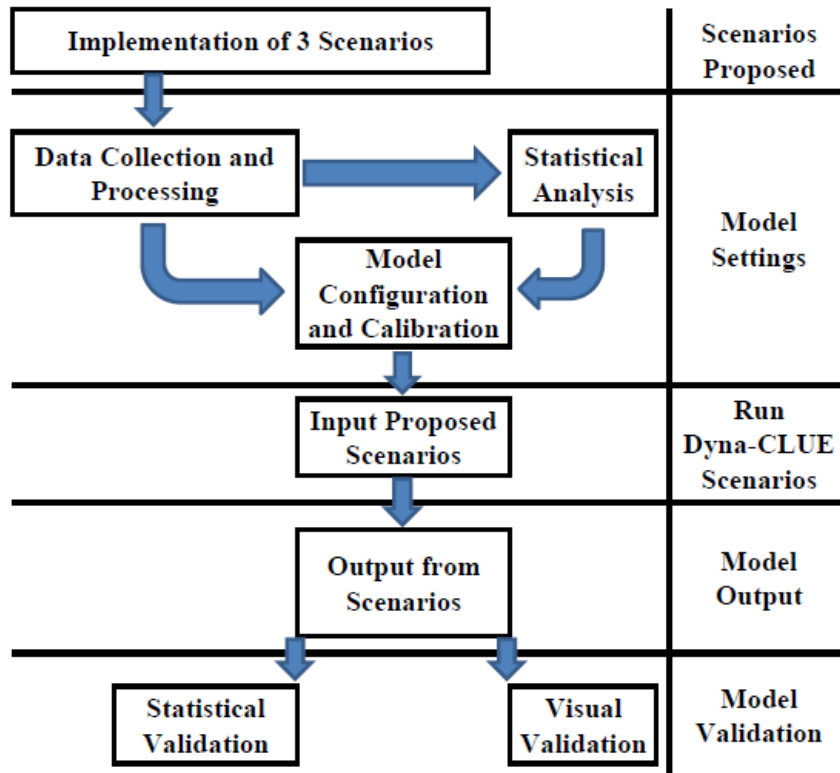 Implementation of 3 Scenarios
Scenarios
Proposed
Data Collection and
Processing
Statistical
Analysis
Model
Configuration
and Calibration
Model
Settings
Input Proposed
Scenarios
Run
Dyna-CLUE
Scenarios
Output from
Scenarios
Model
Output
Statistical
Validation
Visual
Validation
Model
Validation